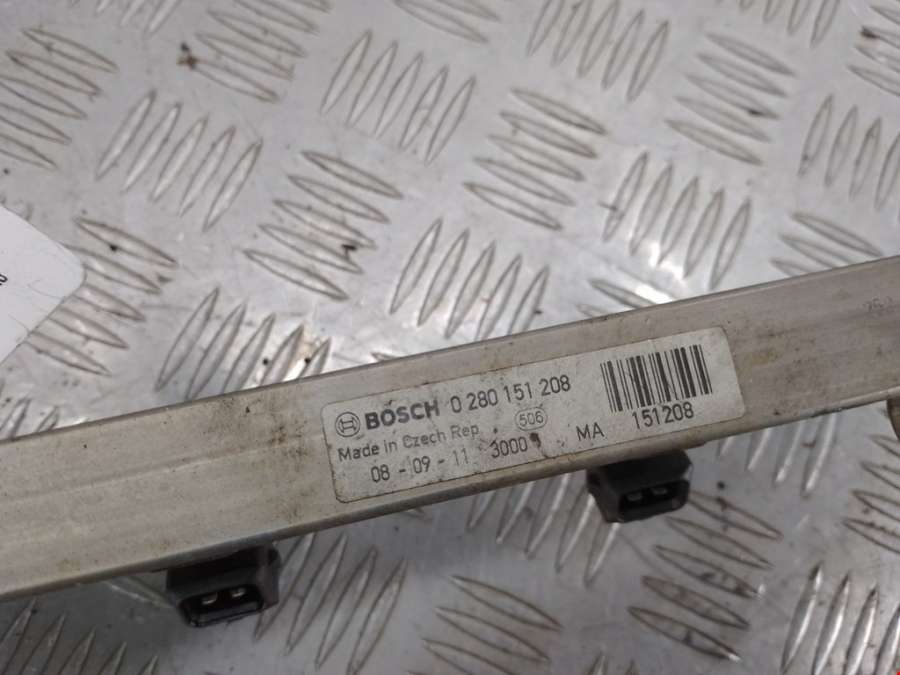 BOSCH 0 280 151 208
Made in Czech Rep. 506
08 - 09 - 11 3000 MA 151208